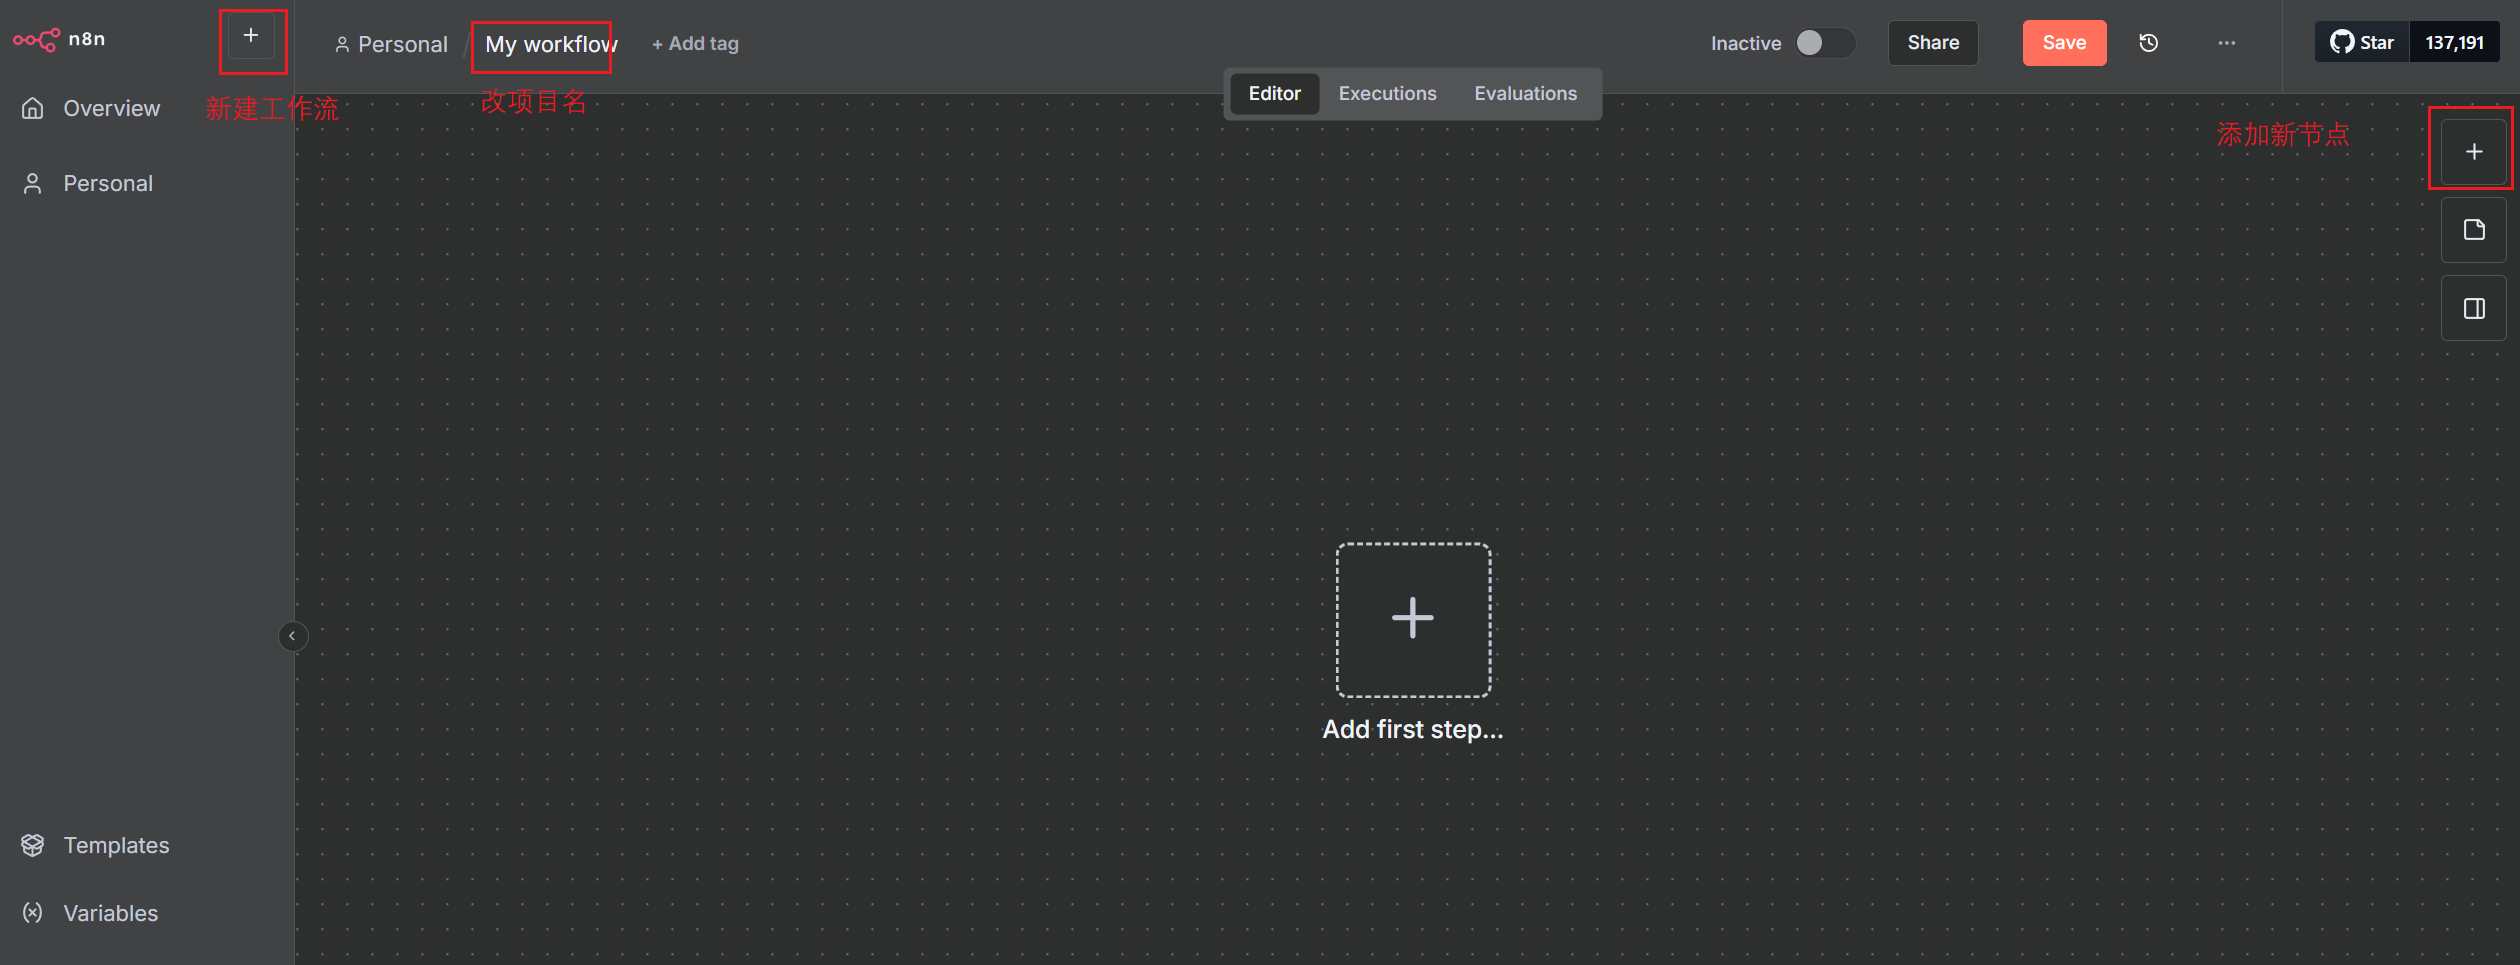 n8n
Personal / My workflow + Add tag
Inactive
Share
Save
Star 137,191
新建工作流
改项目名
Editor Executions Evaluations
添加新节点
Overview
Personal
Add first step...
Templates
Variables